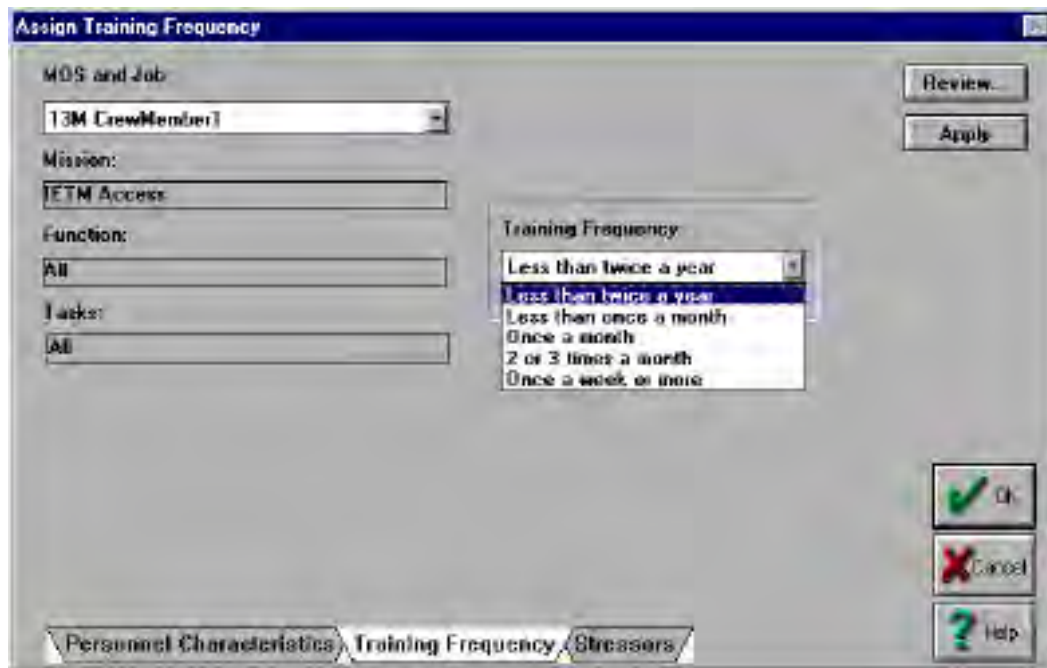 Assign Training Frequency
MOS and Job
13M CrewMember1
Mission:
IETM Access
Function:
All
Tasks:
All
Training Frequency
Less than twice a year
Less than twice a year
Less than once a month
Once a month
2 or 3 times a month
Once a week or more
Review...
Apply
OK
Cancel
Help
Personnel Characteristics
Training Frequency
Stressors